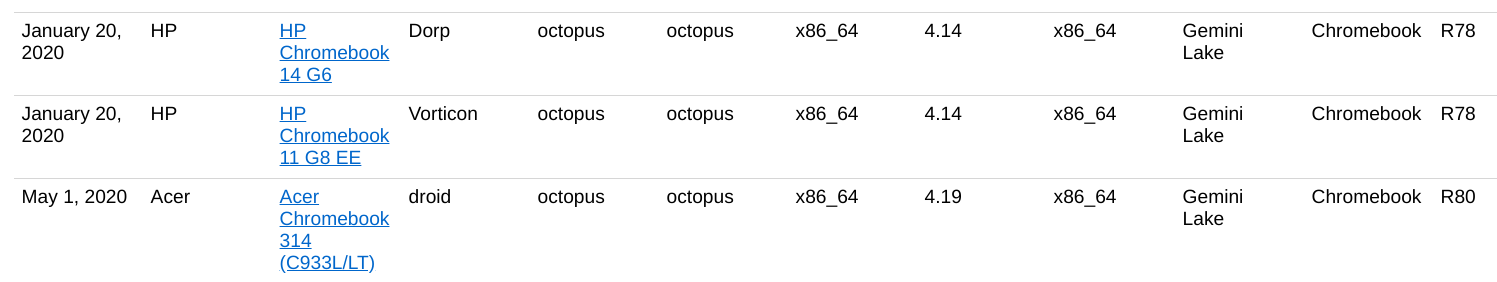 January 20, HP HP Dorp octopus octopus x86_64 4.14 x86_64 Gemini Chromebook R78
2020 Chromebook Lake
14 G6
January 20, HP HP Vorticon octopus octopus x86_64 4.14 x86_64 Gemini Chromebook R78
2020 Chromebook Lake
11 G8 EE
May 1, 2020 Acer Acer droid octopus octopus x86_64 4.19 x86_64 Gemini Chromebook R80
Chromebook Lake
314
(C933L/LT)